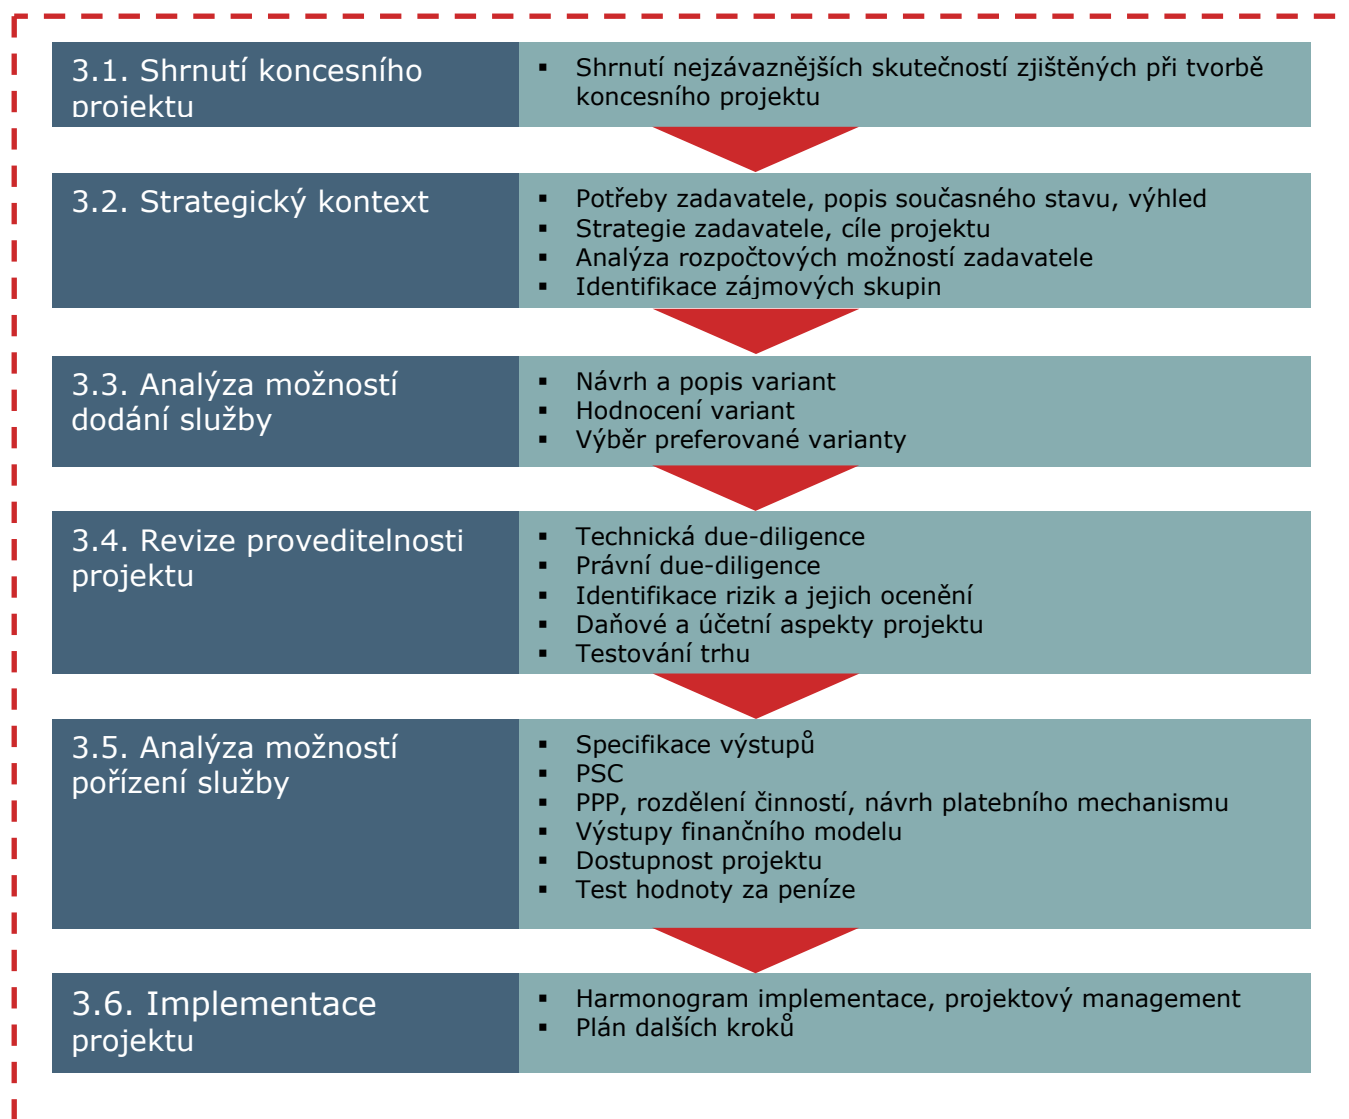 3.1. Shrnutí koncesního
projektu
▪ Shrnutí nejzávaznějších skutečností zjištěných při tvorbě
koncesního projektu
3.2. Strategický kontext
▪ Potřeby zadavatele, popis současného stavu, výhled
▪ Strategie zadavatele, cíle projektu
▪ Analýza rozpočtových možností zadavatele
▪ Identifikace zájmových skupin
3.3. Analýza možností
dodání služby
▪ Návrh a popis variant
▪ Hodnocení variant
▪ Výběr preferované varianty
3.4. Revize proveditelnosti
projektu
▪ Technická due-diligence
▪ Právní due-diligence
▪ Identifikace rizik a jejich ocenění
▪ Daňové a účetní aspekty projektu
▪ Testování trhu
3.5. Analýza možností
pořízení služby
▪ Specifikace výstupů
▪ PSC
▪ PPP, rozdělení činností, návrh platebního mechanismu
▪ Výstupy finančního modelu
▪ Dostupnost projektu
▪ Test hodnoty za peníze
3.6. Implementace
projektu
▪ Harmonogram implementace, projektový management
▪ Plán dalších kroků